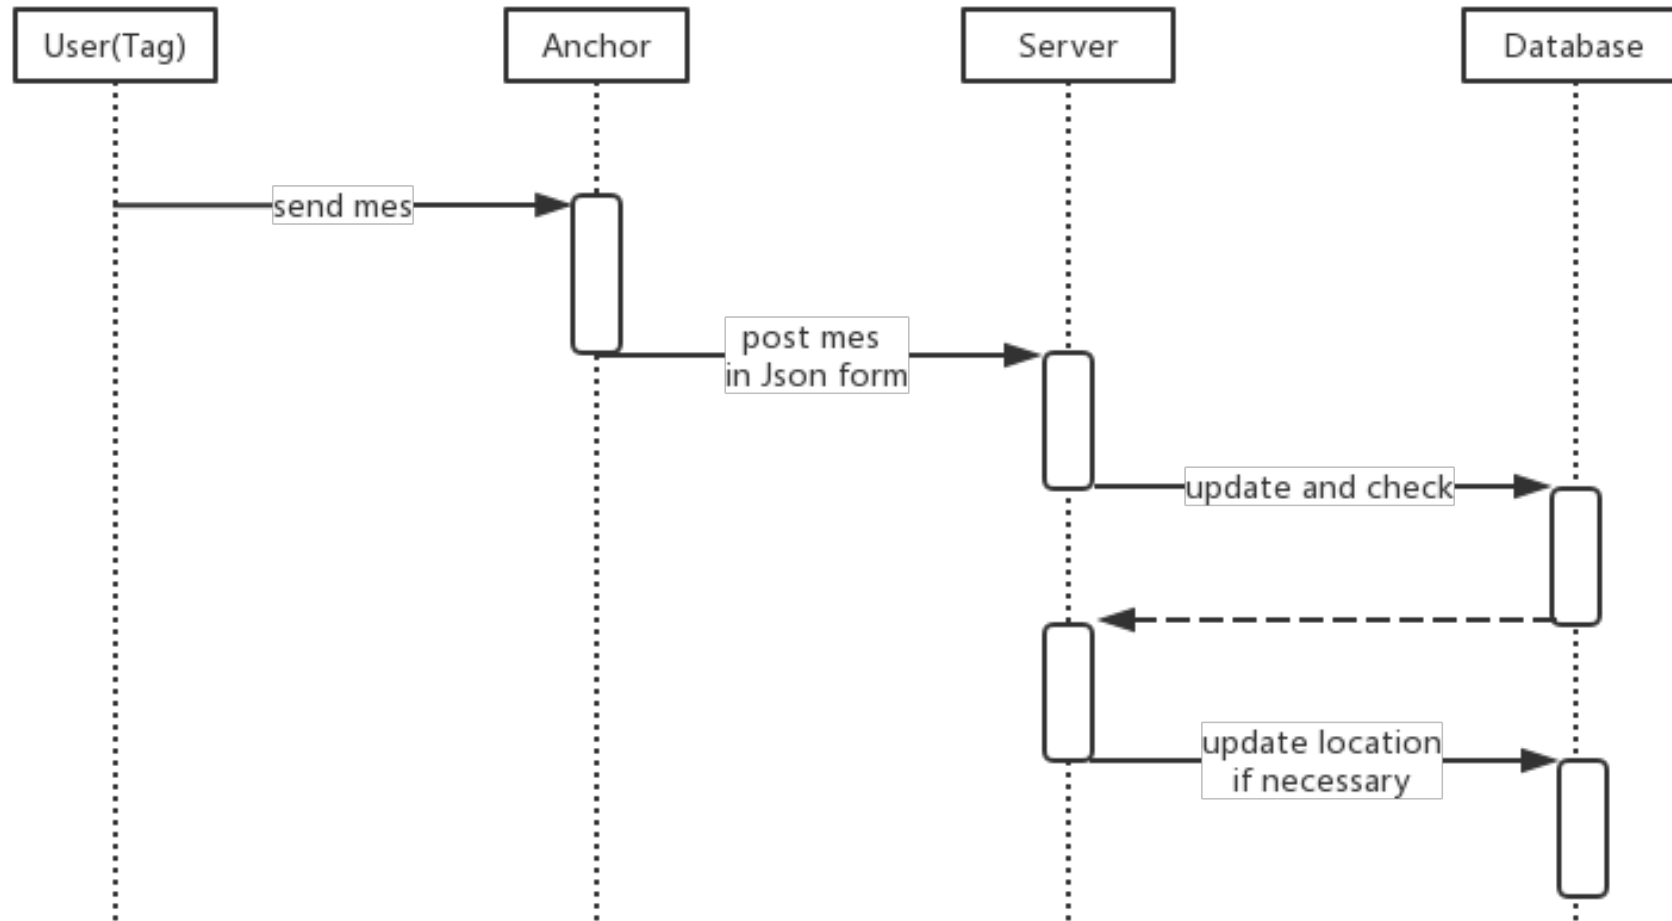 User(Tag)
Anchor
Server
Database
send mes
post mes
in Json form
update and check
update location
if necessary